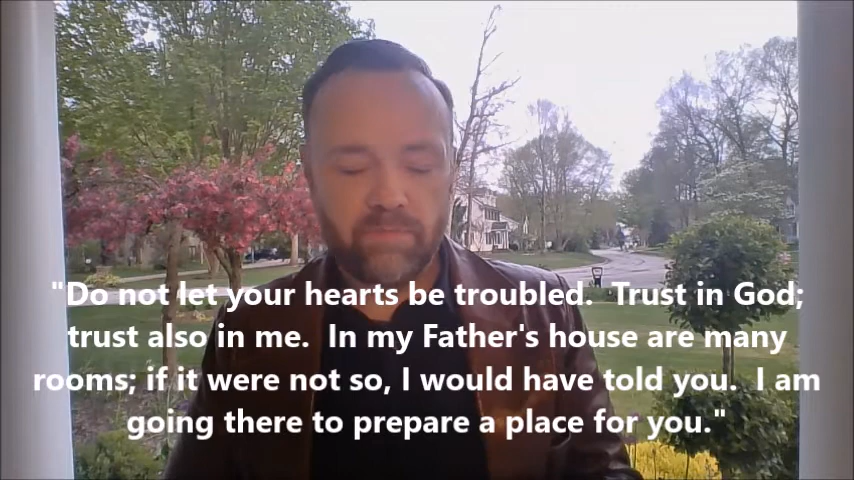 "Do not let your hearts be troubled.  Trust in God;
trust also in me.  In my Father's house are many
rooms; if it were not so, I would have told you.  I am
going there to prepare a place for you."